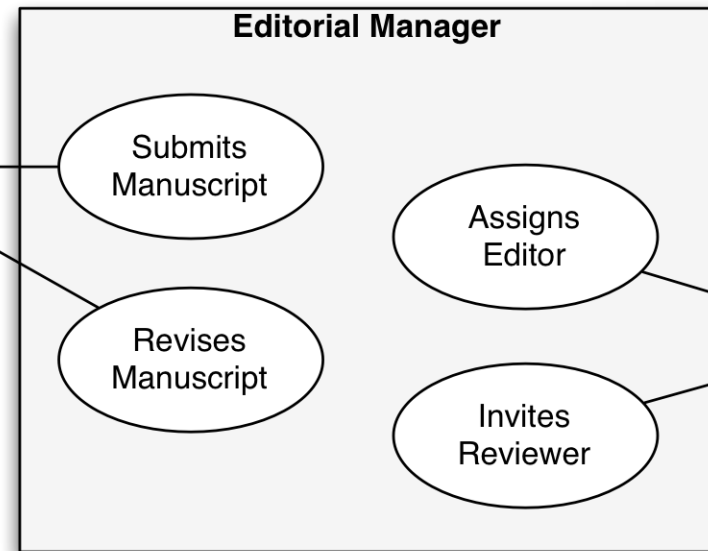 Editorial Manager
Submits
Manuscript
Assigns
Editor
Revises
Manuscript
Invites
Reviewer